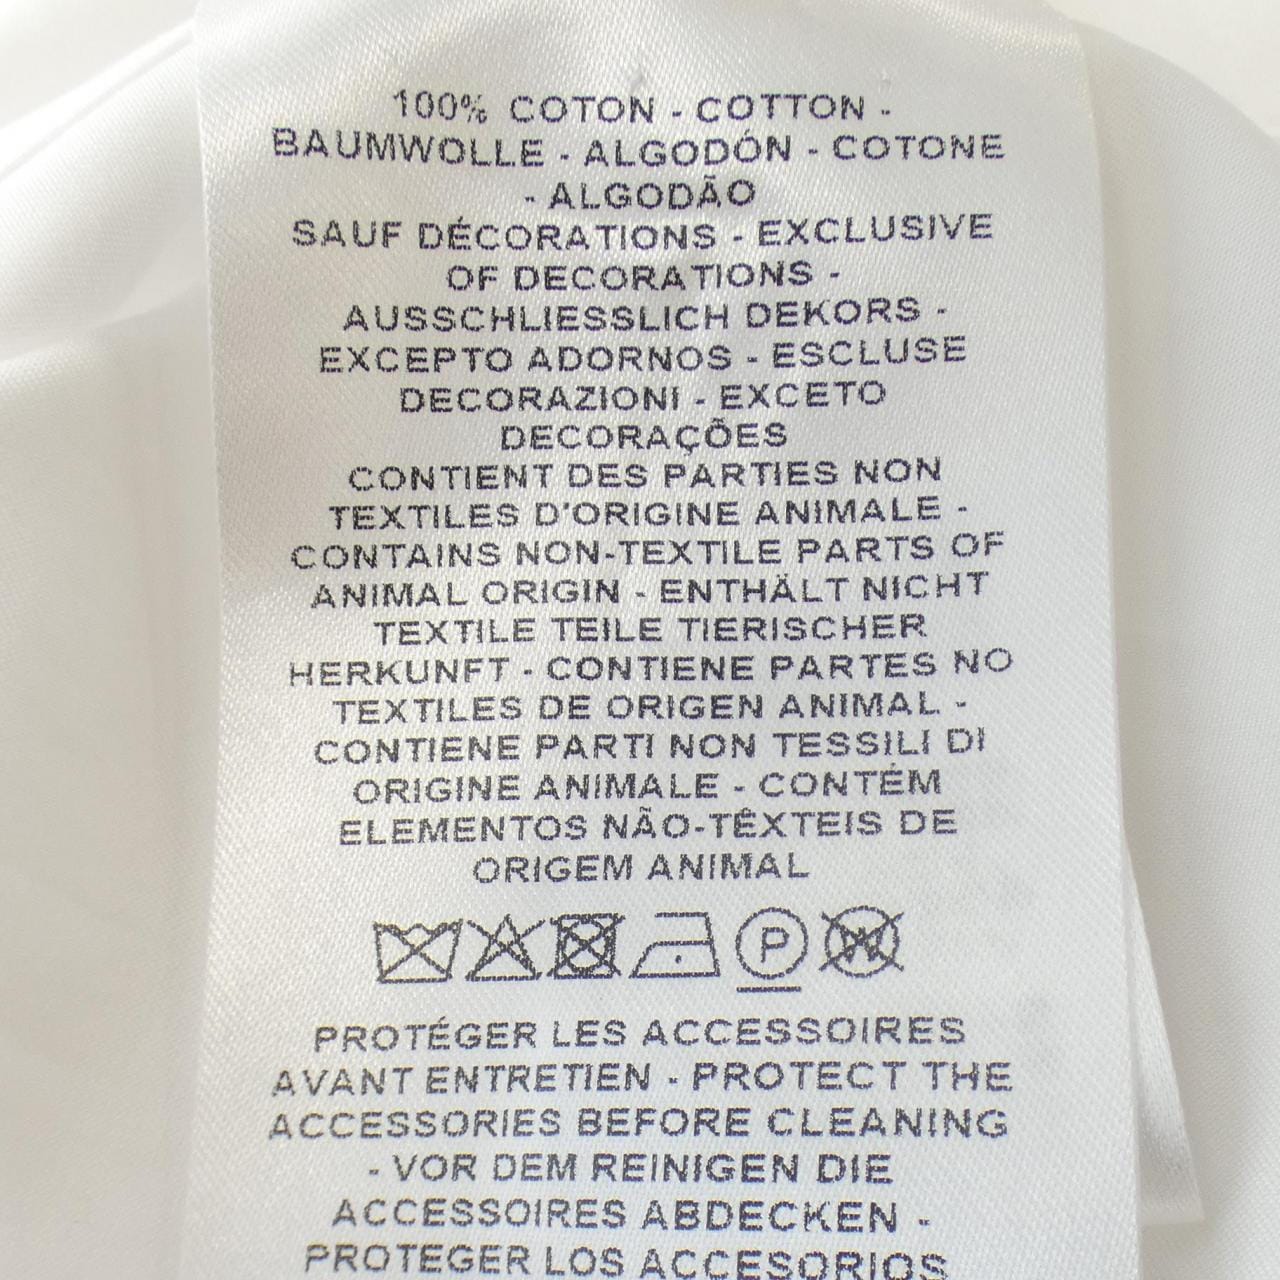 100% COTON - COTTON -
BAUMWOLLE - ALGODÓN - COTONE
- ALGODÃO
SAUF DÉCORATIONS - EXCLUSIVE
OF DECORATIONS -
AUSSCHLIESSLICH DEKORS -
EXCEPTO ADORNOS - ESCLUSE
DECORAZIONI - EXCETO
DECORAÇÕES
CONTIENT DES PARTIES NON
TEXTILES D'ORIGINE ANIMALE -
CONTAINS NON-TEXTILE PARTS OF
ANIMAL ORIGIN - ENTHÄLT NICHT
TEXTILE TEILE TIERISCHER
HERKUNFT - CONTIENE PARTES NO
TEXTILES DE ORIGEN ANIMAL -
CONTIENE PARTI NON TESSILI DI
ORIGINE ANIMALE - CONTÉM
ELEMENTOS NÃO-TÊXTEIS DE
ORIGEM ANIMAL
P W
PROTÉGER LES ACCESSOIRES
AVANT ENTRETIEN - PROTECT THE
ACCESSORIES BEFORE CLEANING
- VOR DEM REINIGEN DIE
ACCESSOIRES ABDECKEN -
PROTEGER LOS ACCESORIOS